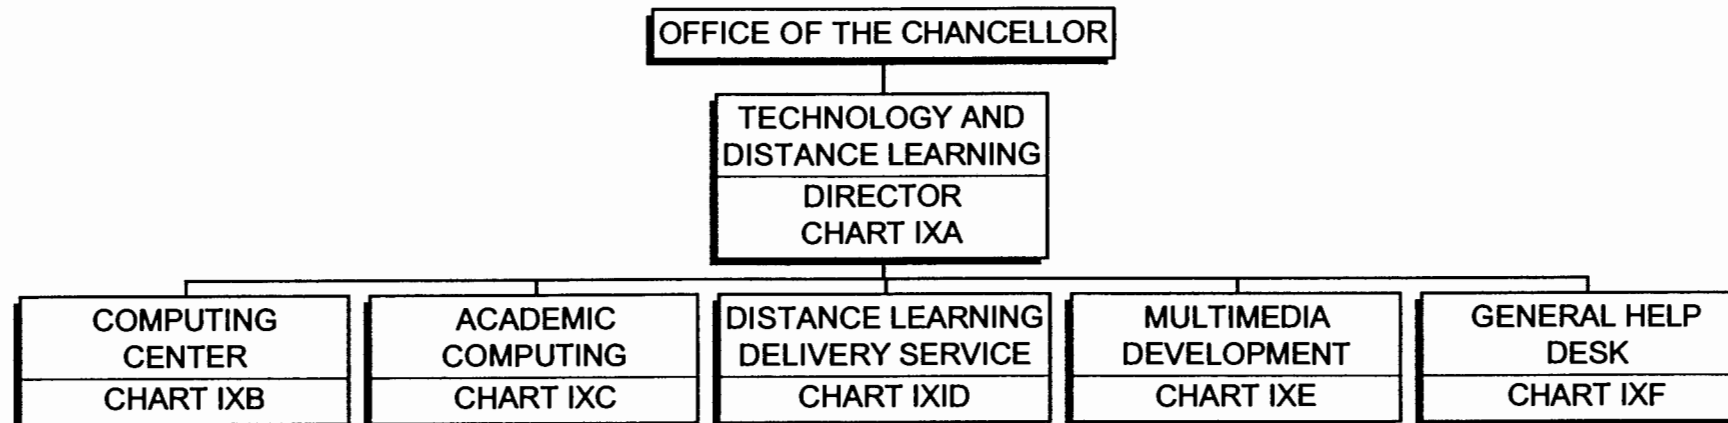 OFFICE OF THE CHANCELLOR
TECHNOLOGY AND
DISTANCE LEARNING
DIRECTOR
CHART IXA
COMPUTING
CENTER
CHART IXB
ACADEMIC
COMPUTING
CHART IXC
DISTANCE LEARNING
DELIVERY SERVICE
CHART IXID
MULTIMEDIA
DEVELOPMENT
CHART IXE
GENERAL HELP
DESK
CHART IXF